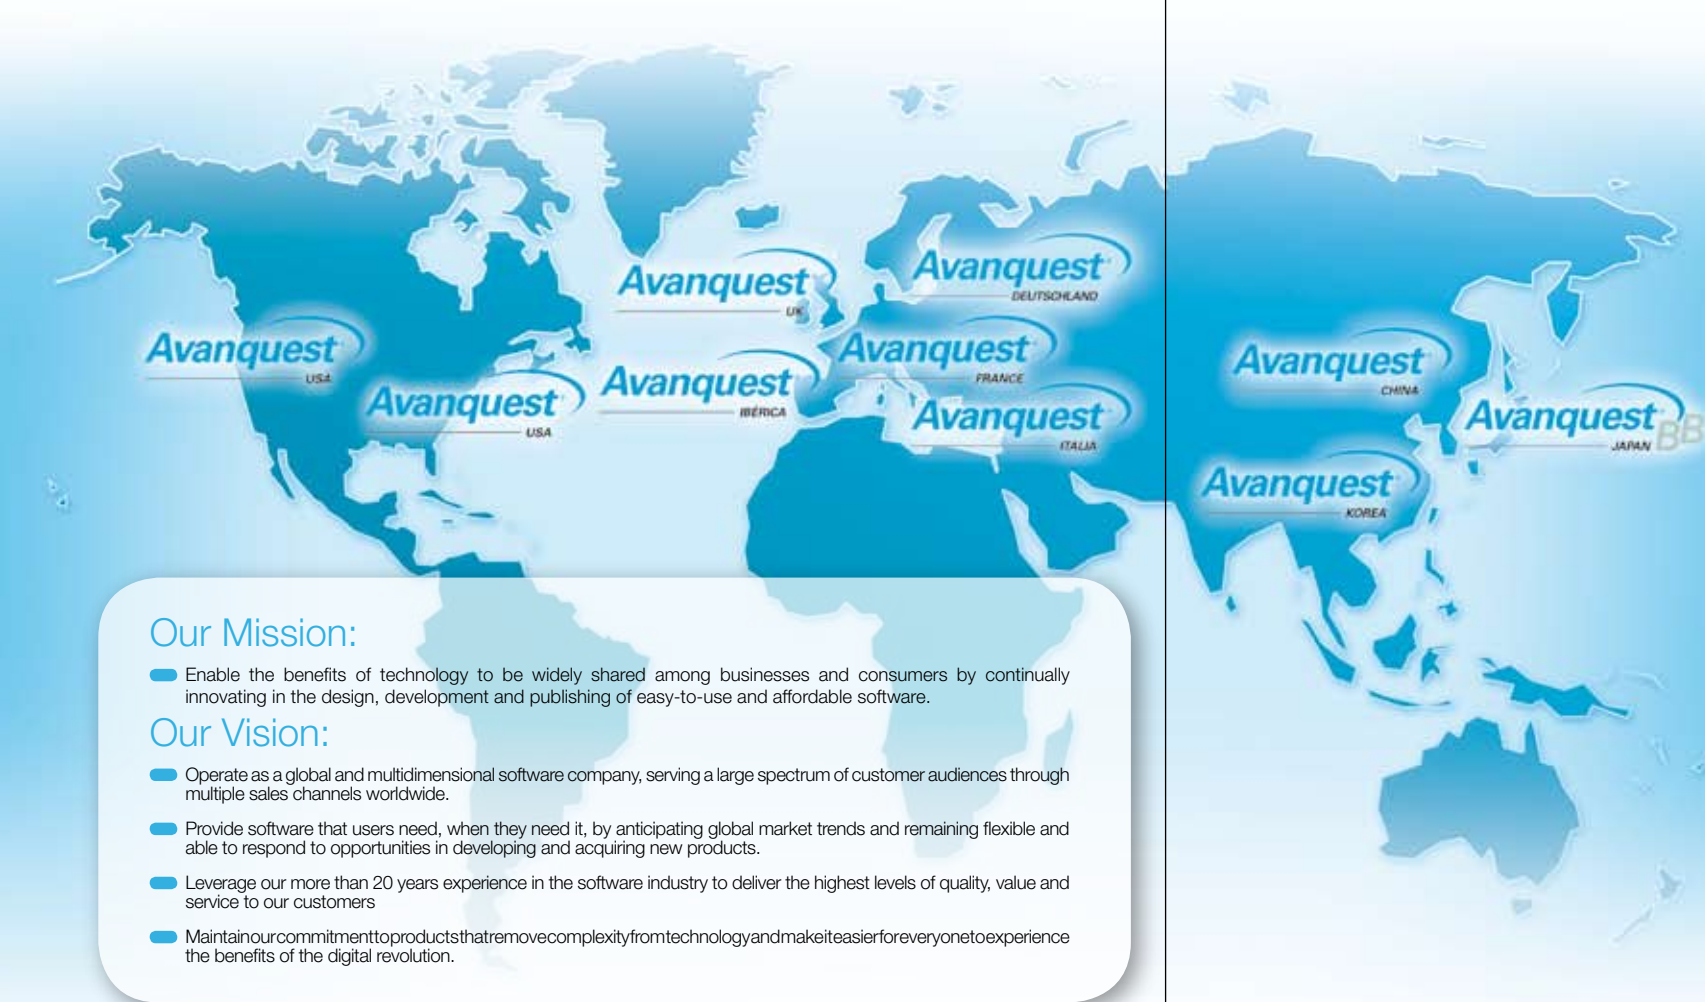 Avanquest
UK
Avanquest
DEUTSCHLAND
Avanquest
USA
Avanquest
FRANCE
Avanquest
CHINA
Avanquest
USA
Avanquest
IBÉRICA
Avanquest
ITALIA
Avanquest
JAPAN
BB
Avanquest
KOREA
Our Mission:
Enable the benefits of technology to be widely shared among businesses and consumers by continually
innovating in the design, development and publishing of easy-to-use and affordable software.
Our Vision:
Operate as a global and multidimensional software company, serving a large spectrum of customer audiences through
multiple sales channels worldwide.
Provide software that users need, when they need it, by anticipating global market trends and remaining flexible and
able to respond to opportunities in developing and acquiring new products.
Leverage our more than 20 years experience in the software industry to deliver the highest levels of quality, value and
service to our customers
Maintainourcommitmenttoproductsthatremovecomplexityfromtechnologyandmakeiteasierforeveryonetoexperience
the benefits of the digital revolution.